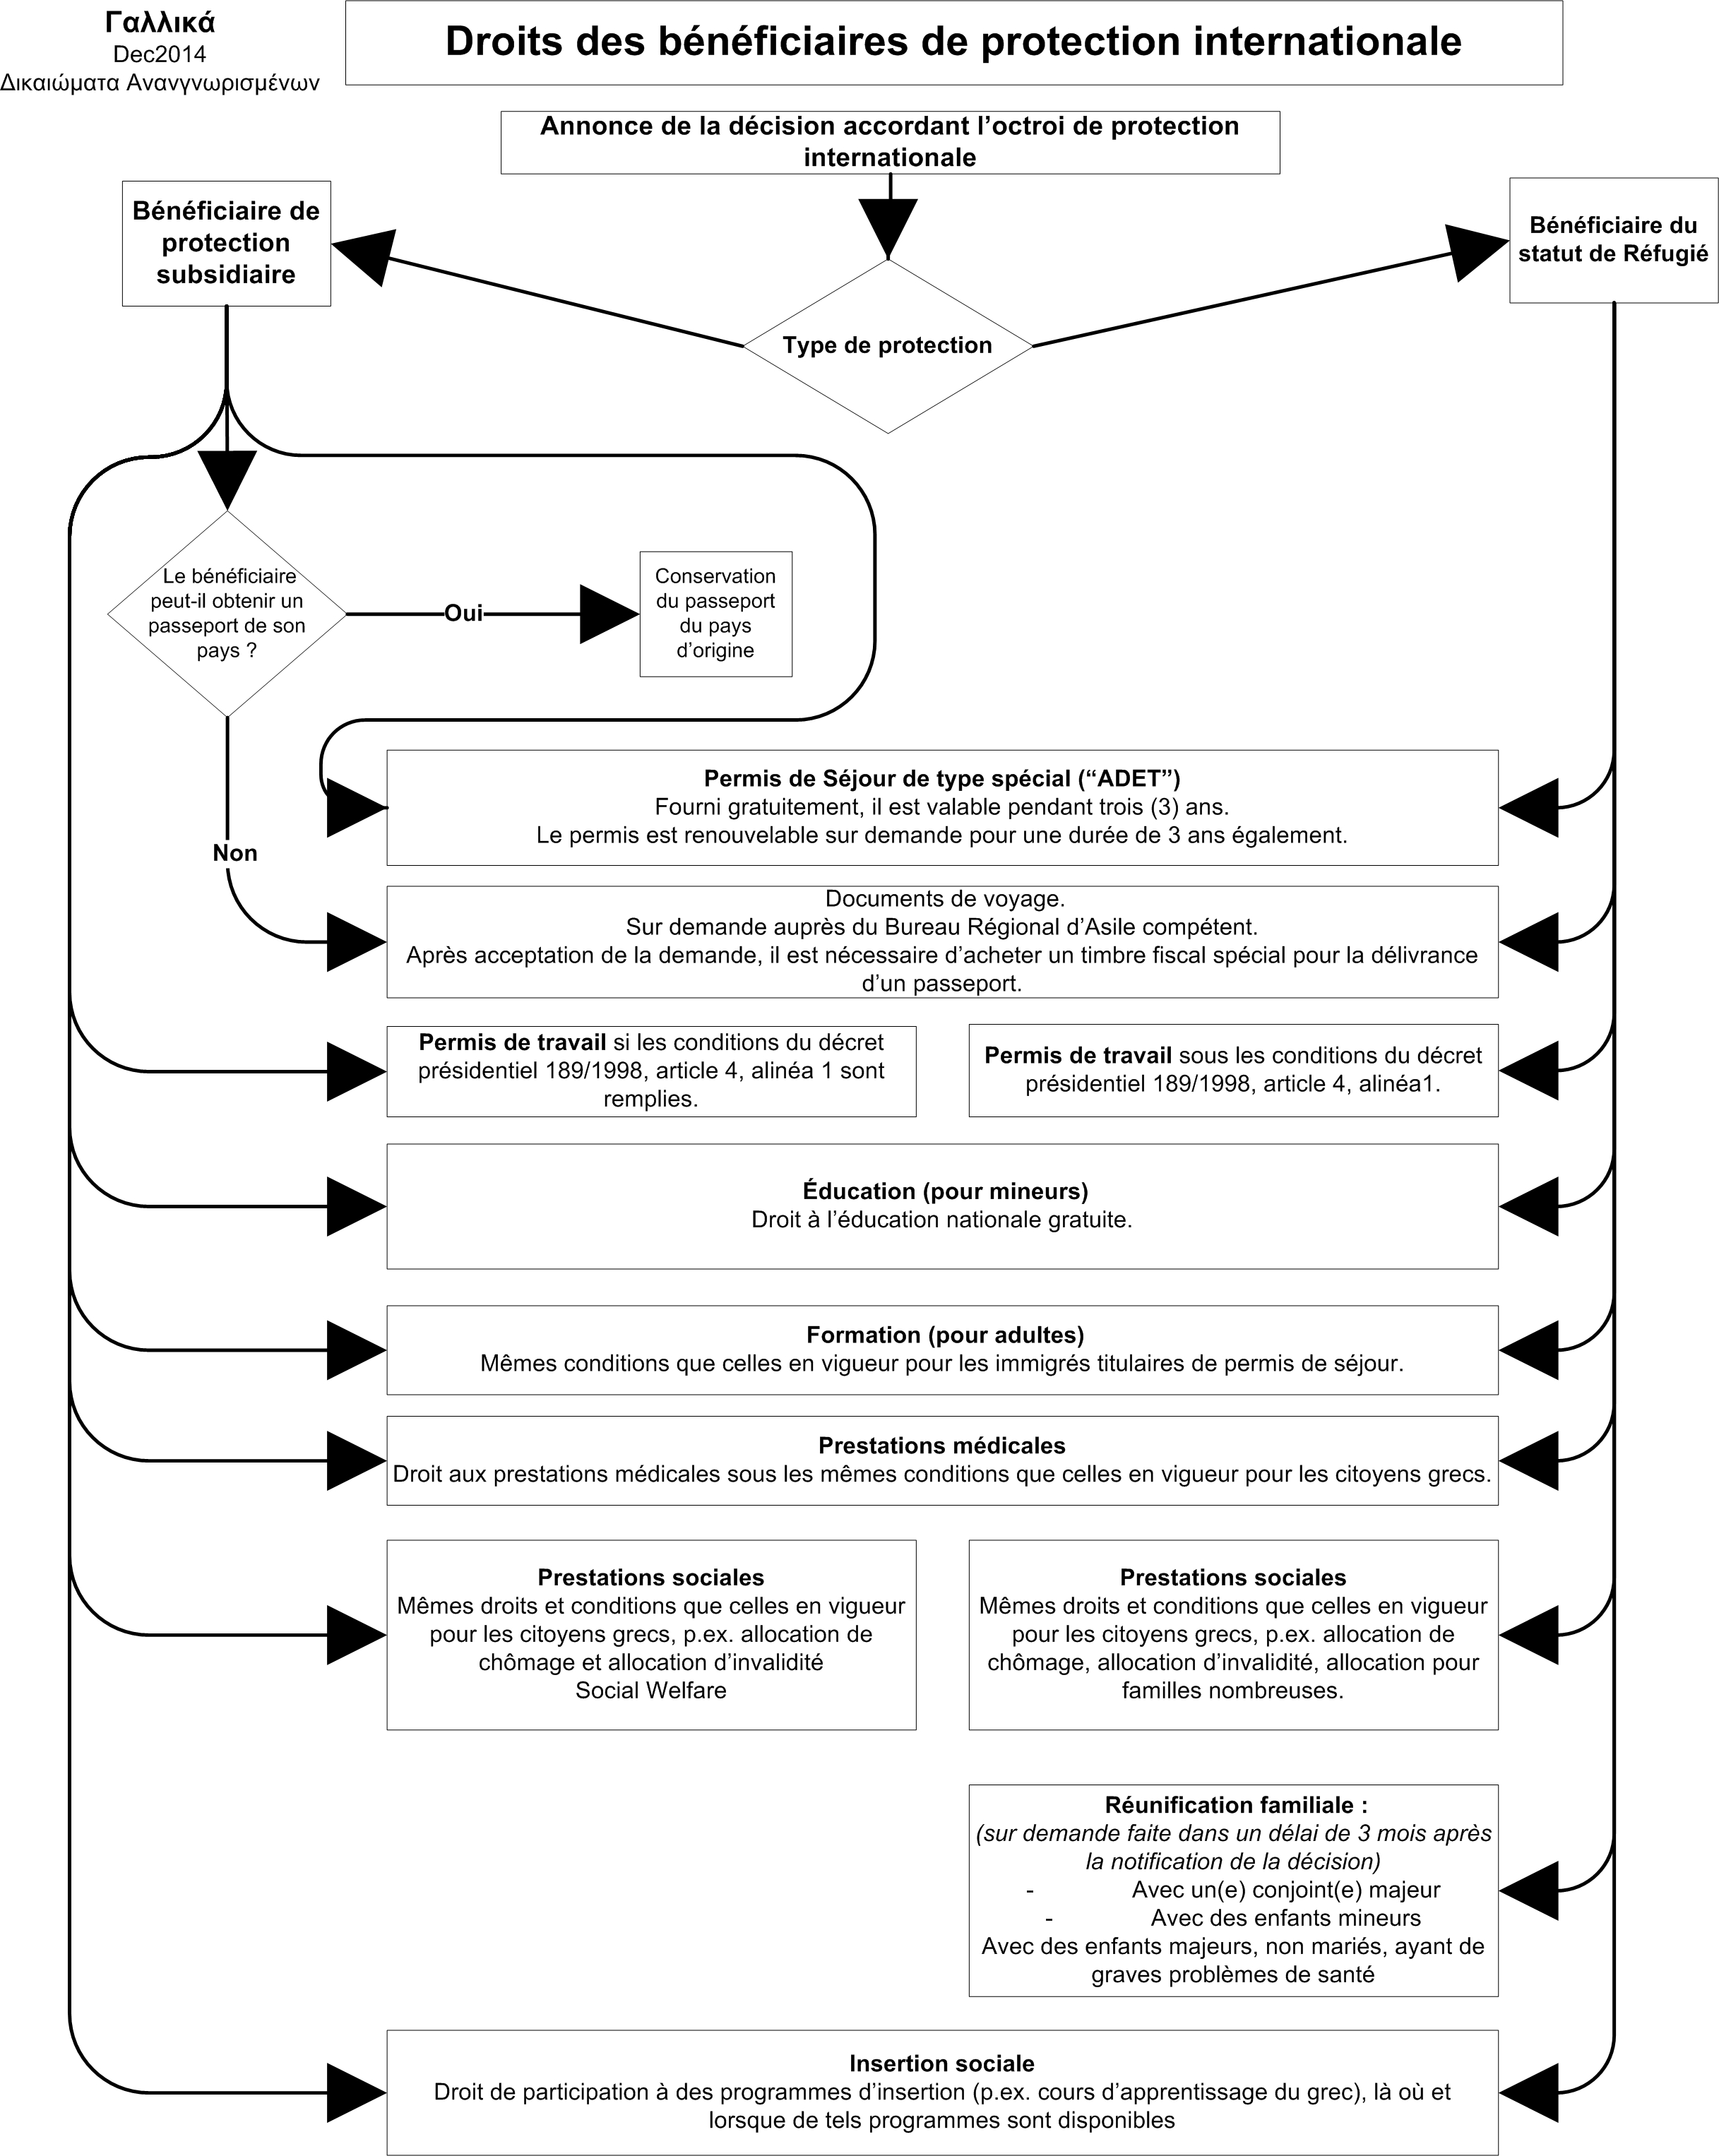 Γαλλικά
Dec2014
Δικαιώματα Ανανγνωρισμένων
Droits des bénéficiaires de protection internationale
Annonce de la décision accordant l’octroi de protection
internationale
Bénéficiaire de
protection
subsidiaire
Bénéficiaire du
statut de Réfugié
Type de protection
Le bénéficiaire
peut-il obtenir un
passeport de son
pays ?
Oui
Conservation
du passeport
du pays
d’origine
Non
Permis de Séjour de type spécial (“ADET”)
Fourni gratuitement, il est valable pendant trois (3) ans.
Le permis est renouvelable sur demande pour une durée de 3 ans également.
Documents de voyage.
Sur demande auprès du Bureau Régional d’Asile compétent.
Après acceptation de la demande, il est nécessaire d’acheter un timbre fiscal spécial pour la délivrance
d’un passeport.
Permis de travail si les conditions du décret
présidentiel 189/1998, article 4, alinéa 1 sont
remplies.
Permis de travail sous les conditions du décret
présidentiel 189/1998, article 4, alinéa1.
Éducation (pour mineurs)
Droit à l’éducation nationale gratuite.
Formation (pour adultes)
Mêmes conditions que celles en vigueur pour les immigrés titulaires de permis de séjour.
Prestations médicales
Droit aux prestations médicales sous les mêmes conditions que celles en vigueur pour les citoyens grecs.
Prestations sociales
Mêmes droits et conditions que celles en vigueur
pour les citoyens grecs, p.ex. allocation de
chômage et allocation d’invalidité
Social Welfare
Prestations sociales
Mêmes droits et conditions que celles en vigueur
pour les citoyens grecs, p.ex. allocation de
chômage, allocation d’invalidité, allocation pour
familles nombreuses.
Réunification familiale :
(sur demande faite dans un délai de 3 mois après
la notification de la décision)
- Avec un(e) conjoint(e) majeur
- Avec des enfants mineurs
Avec des enfants majeurs, non mariés, ayant de
graves problèmes de santé
Insertion sociale
Droit de participation à des programmes d’insertion (p.ex. cours d’apprentissage du grec), là où et
lorsque de tels programmes sont disponibles